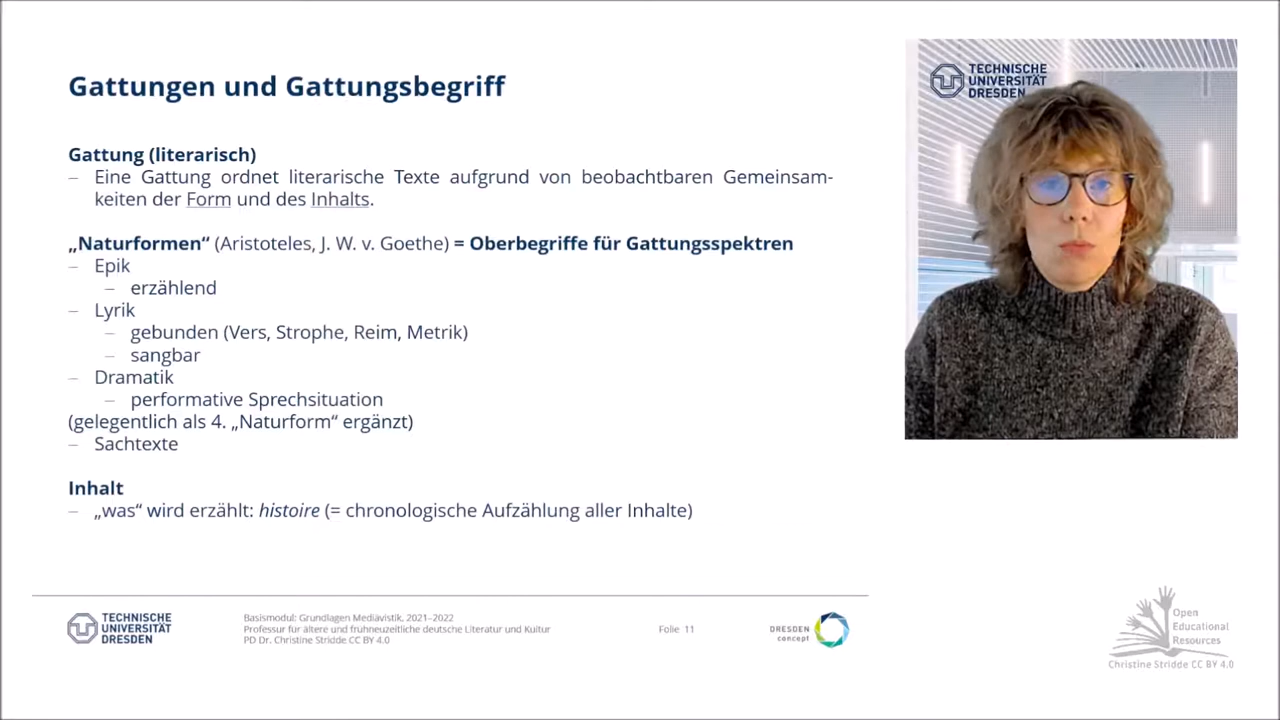 Gattungen und Gattungsbegriff
Gattung (literarisch)
– Eine Gattung ordnet literarische Texte aufgrund von beobachtbaren Gemeinsam-
keiten der Form und des Inhalts.
„Naturformen“ (Aristoteles, J. W. v. Goethe) = Oberbegriffe für Gattungsspektren
– Epik
– erzählend
– Lyrik
– gebunden (Vers, Strophe, Reim, Metrik)
– sangbar
– Dramatik
– performative Sprechsituation
(gelegentlich als 4. „Naturform“ ergänzt)
– Sachtexte
Inhalt
– „was“ wird erzählt: histoire (= chronologische Aufzählung aller Inhalte)
TECHNISCHE
UNIVERSITÄT
DRESDEN
TECHNISCHE
UNIVERSITÄT
DRESDEN
Basismodul: Grundlagen Mediävistik, 2021–2022
Professur für ältere und frühneuzeitliche deutsche Literatur und Kultur
PD Dr. Christine Stridde CC BY 4.0
Folie 11
DRESDEN
concept
Open
Educational
Resources
Christine Stridde CC BY 4.0